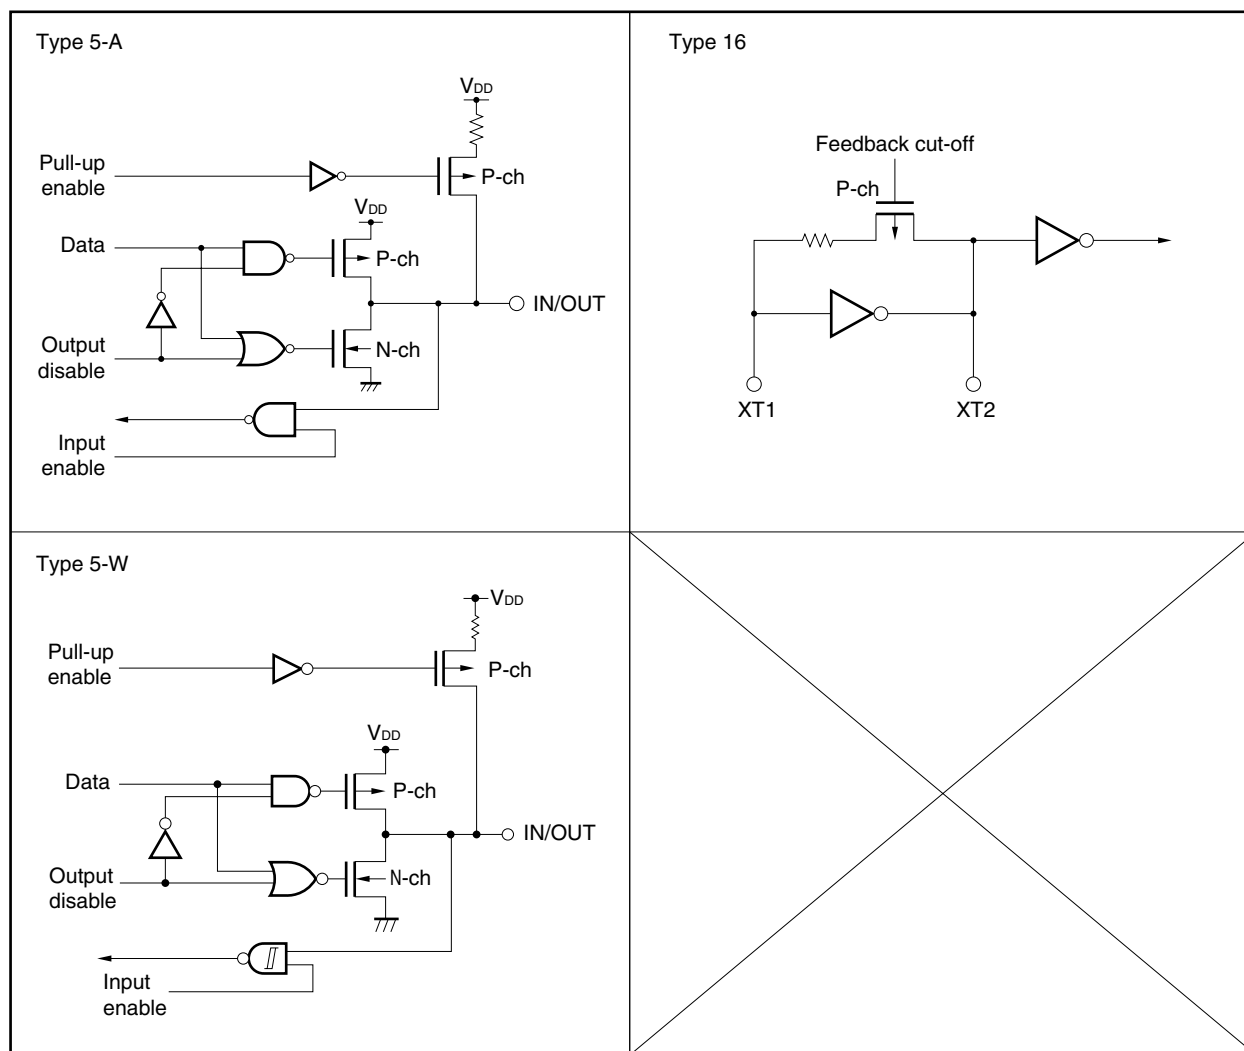 Type 5-A
VDD
Pull-up
enable
P-ch
VDD
Data
P-ch
IN/OUT
Output
disable
N-ch
Input
enable
Type 16
Feedback cut-off
P-ch
XT1
XT2
Type 5-W
VDD
Pull-up
enable
P-ch
VDD
Data
P-ch
IN/OUT
Output
disable
N-ch
Input
enable